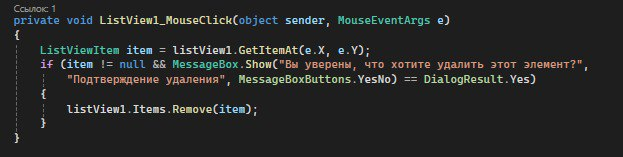 Ссылок: 1
private void ListView1_MouseClick(object sender, MouseEventArgs e)
{
ListViewItem item = listView1.GetItemAt(e.X, e.Y);
if (item != null && MessageBox.Show("Вы уверены, что хотите удалить этот элемент?",
"Подтверждение удаления", MessageBoxButtons.YesNo) == DialogResult.Yes)
{
listView1.Items.Remove(item);
}
}